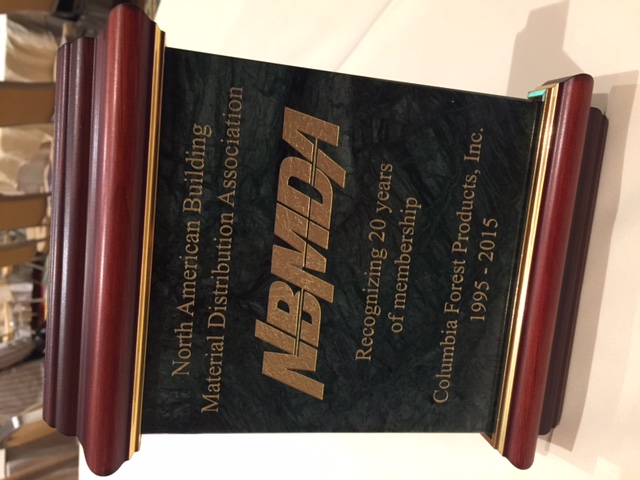 North American Building
Material Distribution Association
NBMDA
Recognizing 20 years
of membership
Columbia Forest Products, Inc.
1995 - 2015